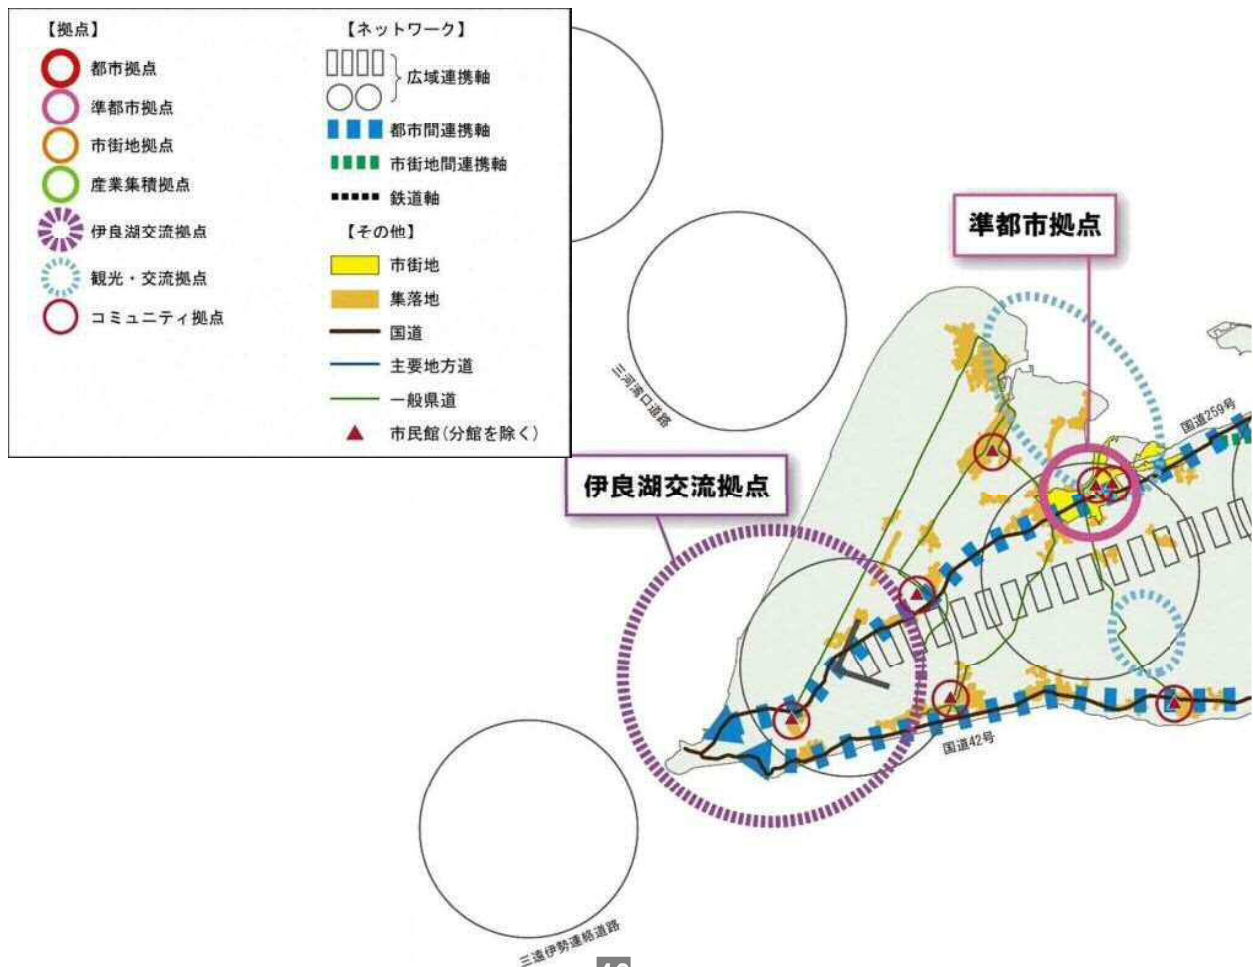 【拠点】
都市拠点
準都市拠点
市街地拠点
産業集積拠点
伊良湖交流拠点
観光・交流拠点
コミュニティ拠点
【ネットワーク】
広域連携軸
都市間連携軸
市街地間連携軸
鉄道軸
【その他】
市街地
集落地
国道
主要地方道
一般県道
市民館(分館を除く)
準都市拠点
三河湾口道路
国道259号
伊良湖交流拠点
国道42号
三遠伊勢連絡道路